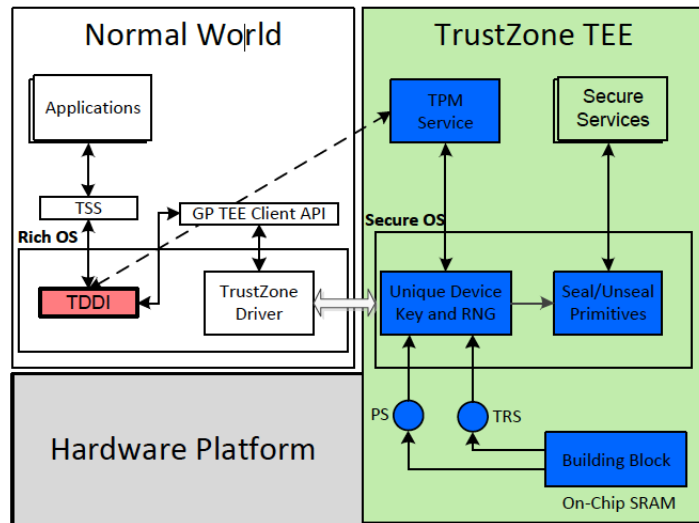 Normal World
TrustZone TEE
Applications
TPM
Service
Secure
Services
TSS
GP TEE Client API
Rich OS
Secure OS
TDDI
TrustZone
Driver
Unique Device
Key and RNG
Seal/Unseal
Primitives
PS
TRS
Hardware Platform
Building Block
On-Chip SRAM